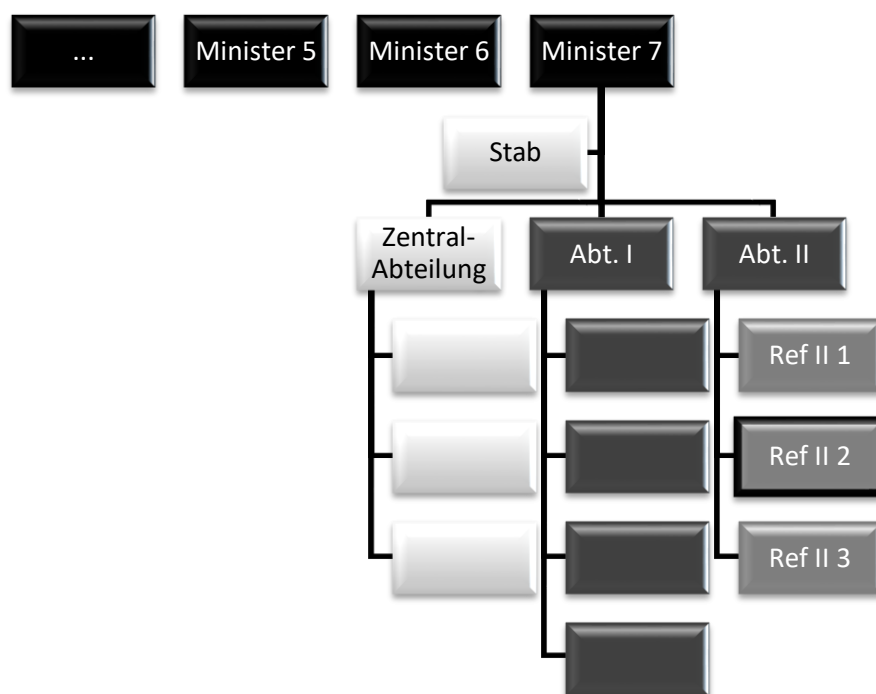 ...
Minister 5
Minister 6
Minister 7
Stab
Zentral-
Abteilung
Abt. I
Abt. II
Ref II 1
Ref II 2
Ref II 3